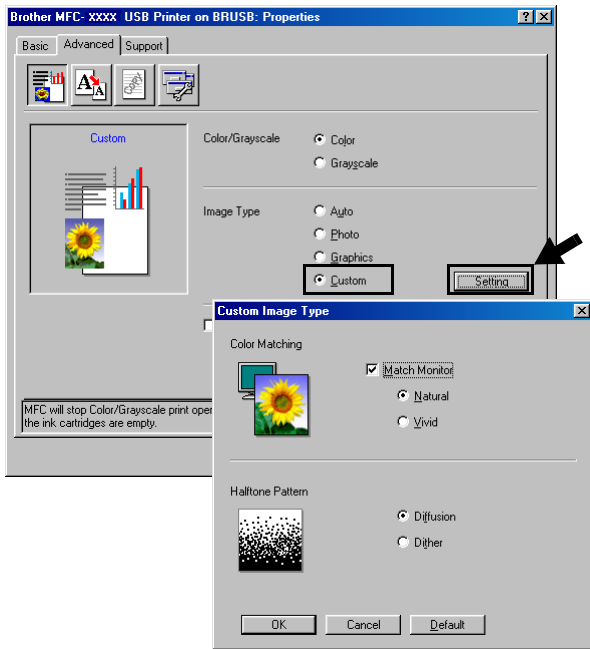 Brother MFC- XXXX USB Printer on BRUSB: Properties
Basic Advanced Support
Copy
Custom
Color/Grayscale
Color
Grayscale
Image Type
Auto
Photo
Graphics
Custom
Setting
MFC will stop Color/Grayscale print oper
the ink cartridges are empty.
Custom Image Type
Color Matching
Match Monitor
Natural
Vivid
Halftone Pattern
Diffusion
Dither
OK Cancel Default